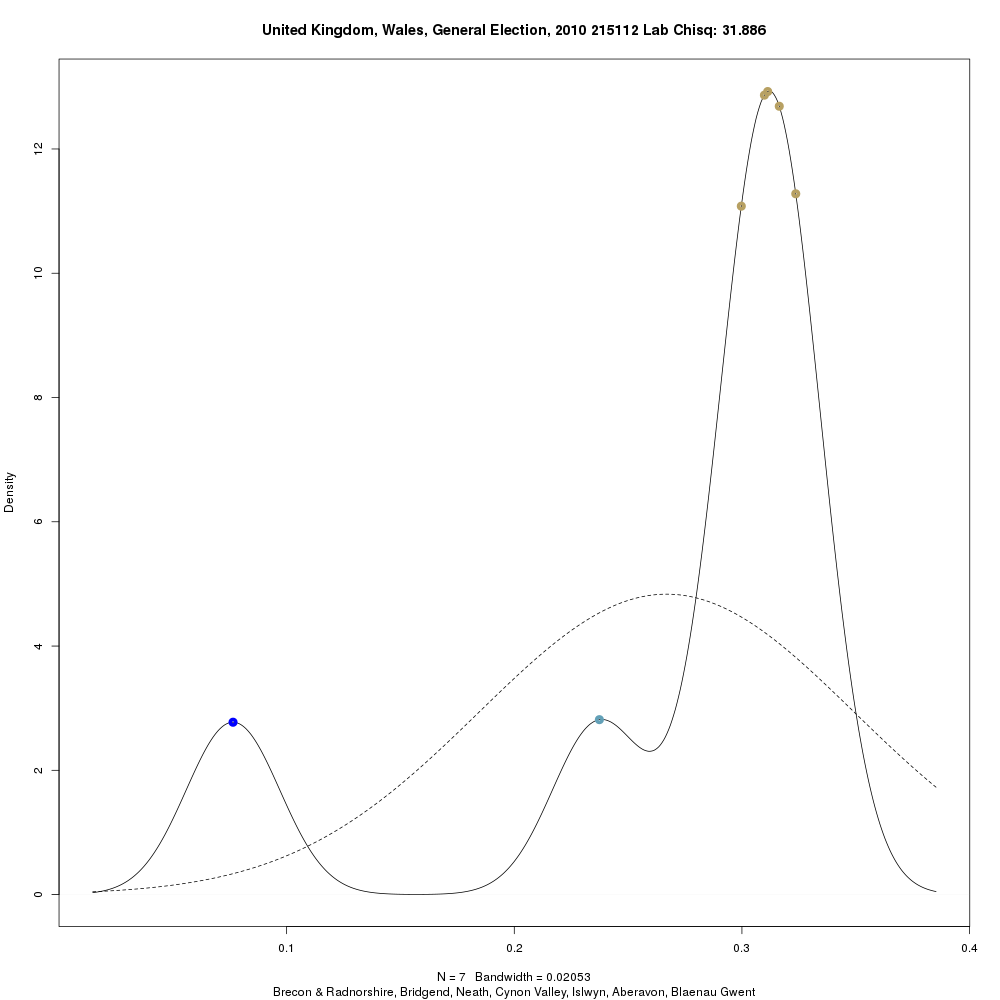 United Kingdom, Wales, General Election, 2010 215112 Lab Chisq: 31.886
Density
12
10
8
6
4
2
0
0.1 0.2 0.3 0.4
N = 7 Bandwidth = 0.02053
Brecon & Radnorshire, Bridgend, Neath, Cynon Valley, Islwyn, Aberavon, Blaenau Gwent